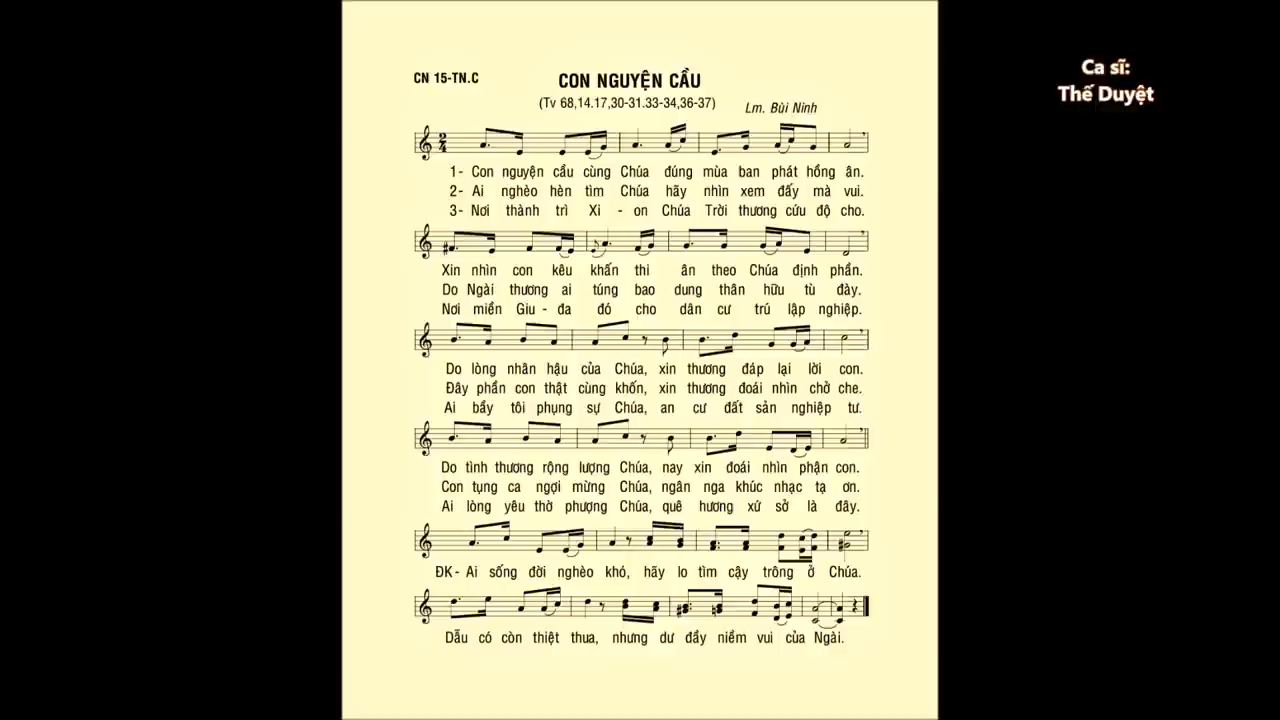 Ca sĩ:
Thế Duyệt
CN 15-TN.C
CON NGUYỆN CẦU
(Tv 68,14.17,30-31.33-34,36-37)
Lm. Bùi Ninh
1- Con nguyện cầu cùng Chúa đúng mùa ban phát hồng ân.
2- Ai nghèo hèn tìm Chúa hãy nhìn xem đấy mà vui.
3- Nơi thành trì Xi - on Chúa Trời thương cứu độ cho.
Xin nhìn con kêu khấn thi ân theo Chúa định phần.
Do Ngài thương ai túng bao dung thân hữu tù đày.
Nơi miền Giu - đa đó cho dân cư trú lập nghiệp.
Do lòng nhân hậu của Chúa, xin thương đáp lại lời con.
Đây phần con thật cùng khốn, xin thương đoái nhìn chở che.
Ai bầy tôi phụng sự Chúa, an cư đất sản nghiệp tư.
Do tình thương rộng lượng Chúa, nay xin đoái nhìn phận con.
Con tụng ca ngợi mừng Chúa, ngân nga khúc nhạc tạ ơn.
Ai lòng yêu thờ phượng Chúa, quê hương xứ sở là đây.
ĐK- Ai sống đời nghèo khó, hãy lo tìm cậy trông ở Chúa.
Dẫu có còn thiệt thua, nhưng dư đầy niềm vui của Ngài.